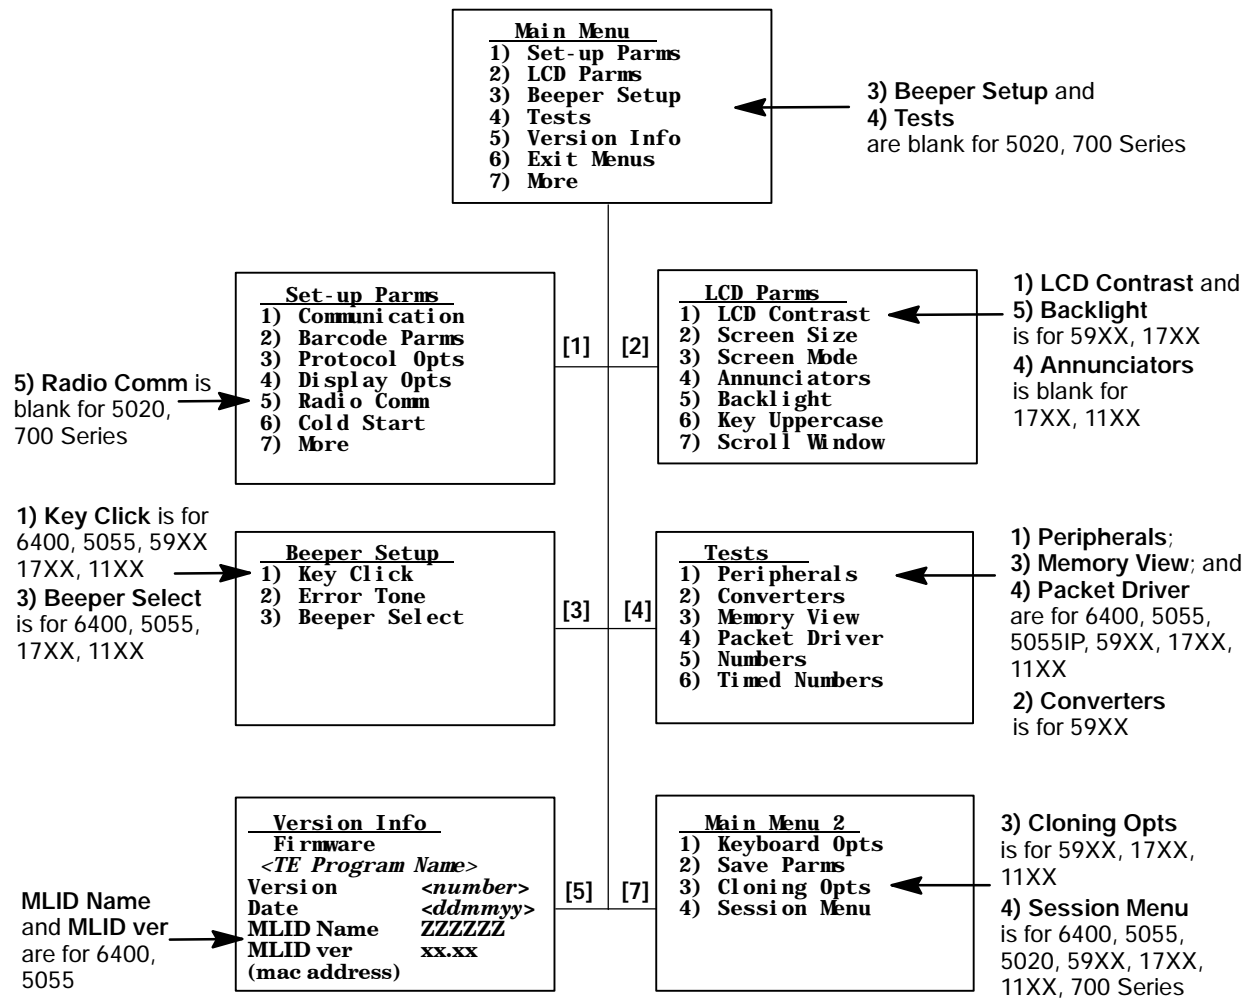 Main Menu
1) Set-up Parms
2) LCD Parms
3) Beeper Setup
4) Tests
5) Version Info
6) Exit Menus
7) More
3) Beeper Setup and
4) Tests
are blank for 5020, 700 Series
Set-up Parms
1) Communication
2) Barcode Parms
3) Protocol Opts
4) Display Opts
5) Radio Comm
6) Cold Start
7) More
5) Radio Comm is
blank for 5020,
700 Series
[1]
[2]
LCD Parms
1) LCD Contrast
2) Screen Size
3) Screen Mode
4) Annunciators
5) Backlight
6) Key Uppercase
7) Scroll Window
1) LCD Contrast and
5) Backlight
is for 59XX, 17XX
4) Annunciators
is blank for
17XX, 11XX
1) Key Click is for
6400, 5055, 59XX
17XX, 11XX
3) Beeper Select
is for 6400, 5055,
17XX, 11XX
Beeper Setup
1) Key Click
2) Error Tone
3) Beeper Select
[3]
[4]
Tests
1) Peripherals
2) Converters
3) Memory View
4) Packet Driver
5) Numbers
6) Timed Numbers
1) Peripherals;
3) Memory View; and
4) Packet Driver
are for 6400, 5055,
5055IP, 59XX, 17XX,
11XX
2) Converters
is for 59XX
MLID Name
and MLID ver
are for 6400,
5055
Version Info
Firmware
<TE Program Name>
Version <number>
Date <ddmmyy>
MLID Name ZZZZZZ
MLID ver xx.xx
(mac address)
[5]
[7]
Main Menu 2
1) Keyboard Opts
2) Save Parms
3) Cloning Opts
4) Session Menu
3) Cloning Opts
is for 59XX, 17XX,
11XX
4) Session Menu
is for 6400, 5055,
5020, 59XX, 17XX,
11XX, 700 Series